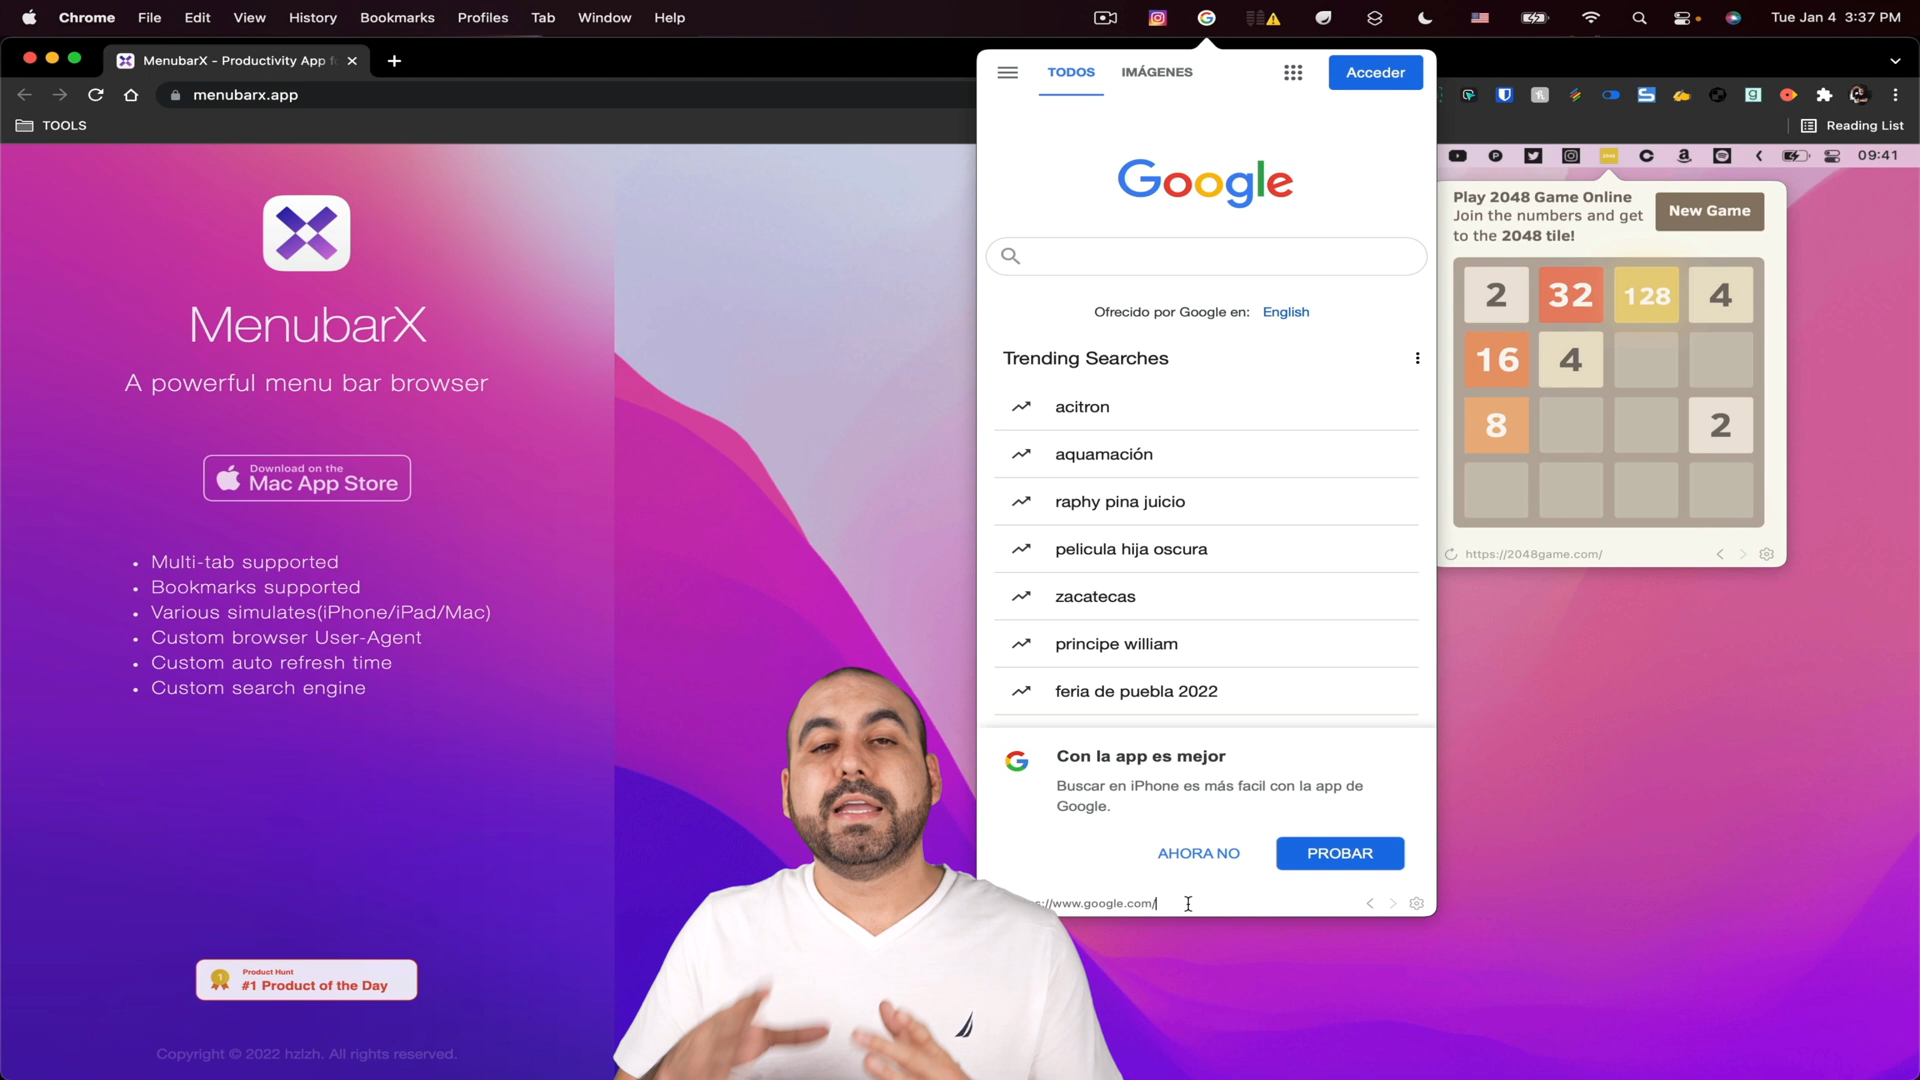 Chrome File Edit View History Bookmarks Profiles Tab Window Help
Tue Jan 4 3:37 PM
MenubarX - Productivity App f
menubarx.app
TOOLS
Reading List
MenubarX
A powerful menu bar browser
Download on the
Mac App Store
• Multi-tab supported
• Bookmarks supported
• Various simulates(iPhone/iPad/Mac)
• Custom browser User-Agent
• Custom auto refresh time
• Custom search engine
Product Hunt
1
#1 Product of the Day
Copyright © 2022 hzlzh. All rights reserved.
TODOS IMÁGENES
Acceder
Google
Ofrecido por Google en: English
Trending Searches
acitron
aquamación
raphy pina juicio
pelicula hija oscura
zacatecas
principe william
feria de puebla 2022
Con la app es mejor
Buscar en iPhone es más facil con la app de
Google.
AHORA NO
PROBAR
s://www.google.com/
09:41
Play 2048 Game Online
Join the numbers and get
to the 2048 tile!
New Game
2 32 128 4
16 4
8 2
https://2048game.com/